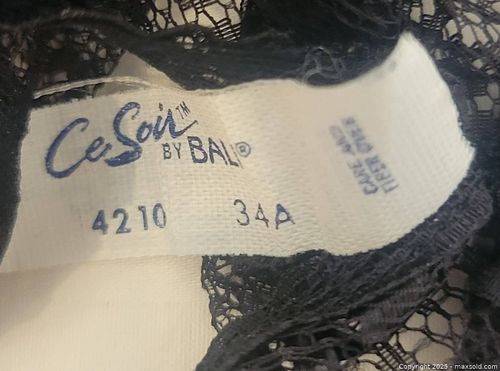 Ce Soir™
BY BALI®
4210 34A
CARE AND
FIBER OVER
Copyright 2025 - maxsold.com